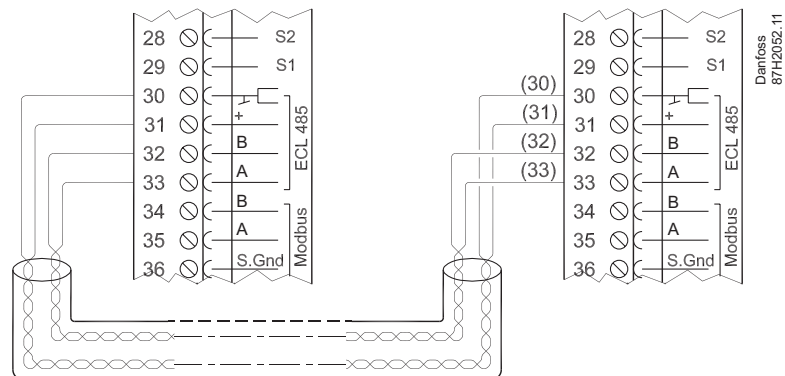 28 S2
29 S1
30
31 +
32 B
33 A
ECL 485
34 B
35 A
36 S.Gnd
Modbus
(30)
(31)
(32)
(33)
28 S2
29 S1
30
31 +
32 B
33 A
ECL 485
34 B
35 A
36 S.Gnd
Modbus
Danfoss
87H2052.11